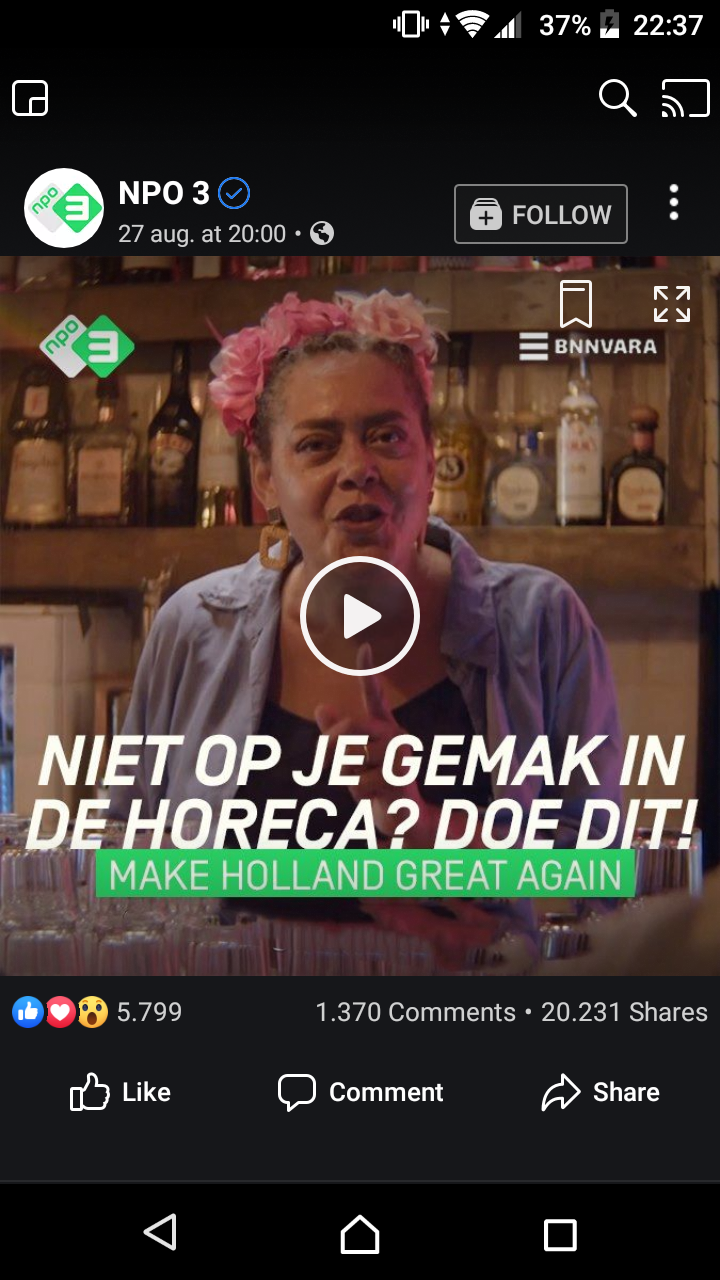 37% 22:37
npo 3
NPO 3
27 aug. at 20:00 •
FOLLOW
npo 3
BNNVARA
NIET OP JE GEMAK IN
DE HORECA? DOE DIT!
MAKE HOLLAND GREAT AGAIN
5.799
1.370 Comments • 20.231 Shares
Like
Comment
Share